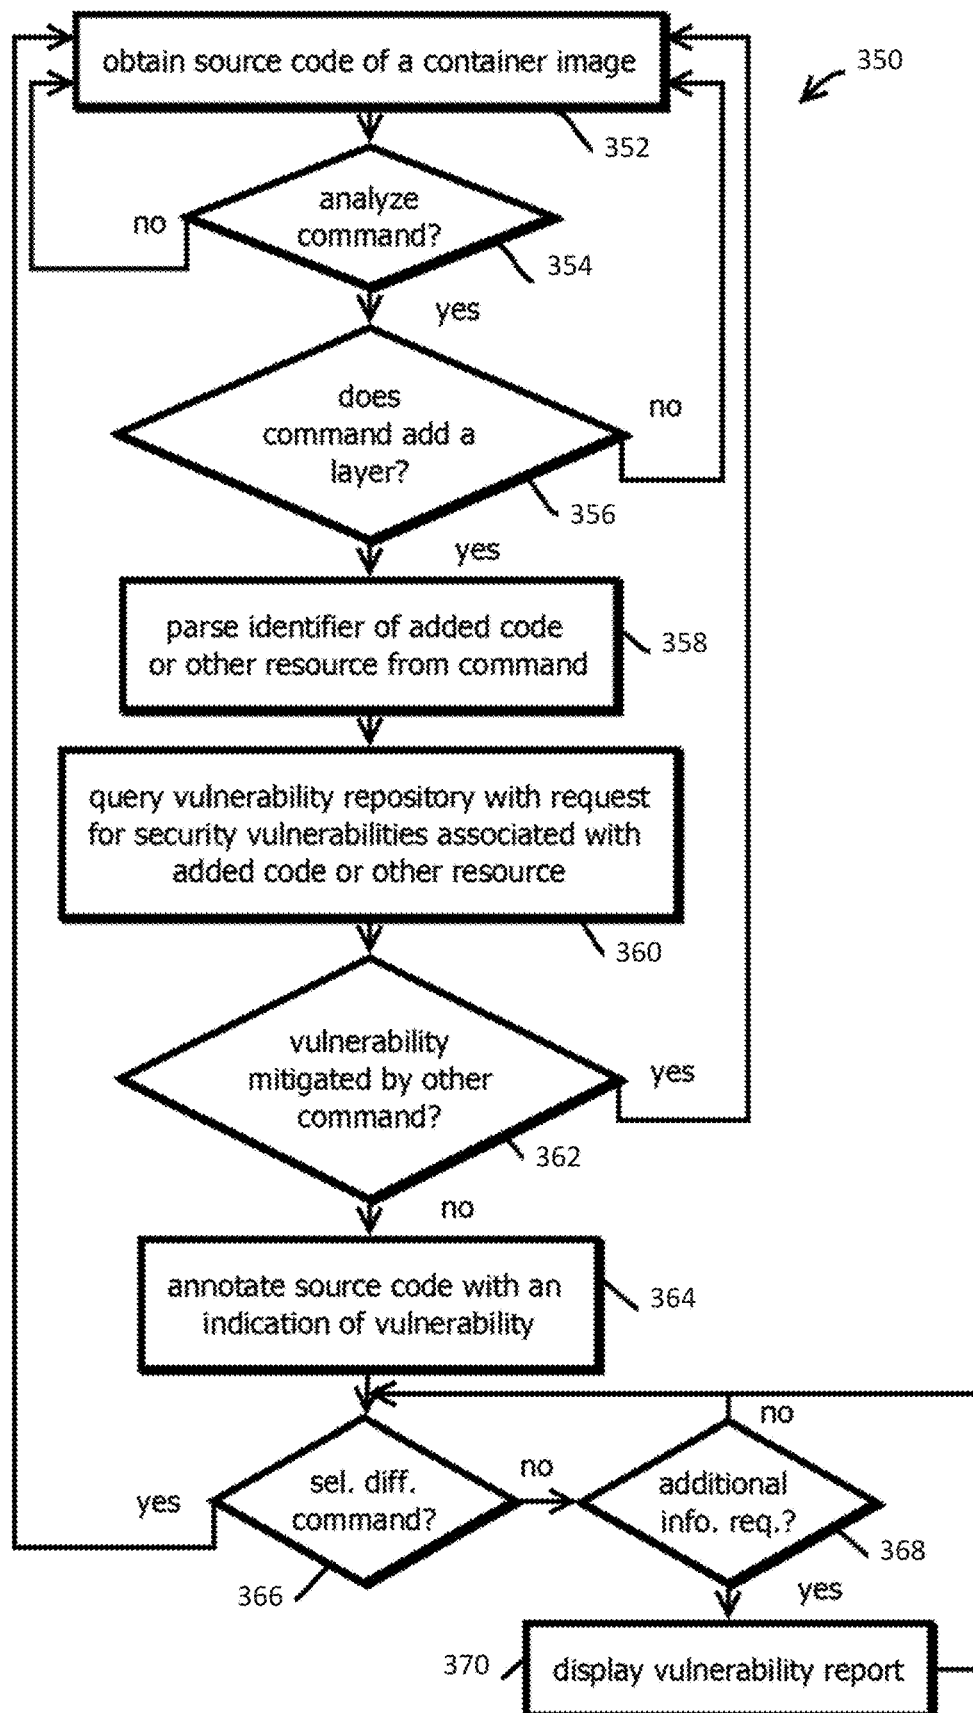 obtain source code of a container image
350
352
analyze
command?
no
354
yes
does
command add a
layer?
no
356
yes
parse identifier of added code
or other resource from command
358
query vulnerability repository with request
for security vulnerabilities associated with
added code or other resource
360
vulnerability
mitigated by other
command?
yes
362
no
annotate source code with an
indication of vulnerability
364
sel. diff.
command?
yes
no
366
additional
info. req.?
no
368
yes
370
display vulnerability report